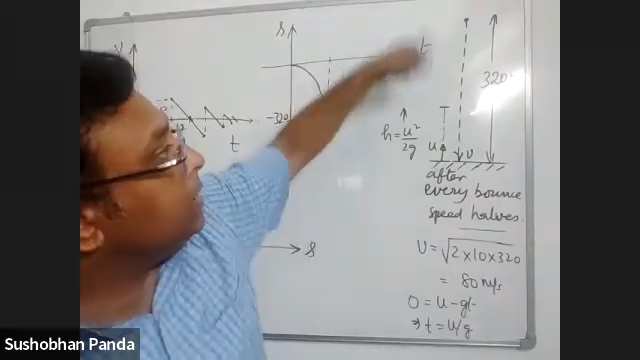 V
t
s
-320
t
s
320
h = u²/2g
u
v
after
every bounce
speed halves.
v = √2×10×320
= 80 m/s
0 = u - gt
⇒ t = u/g
Sushobhan Panda